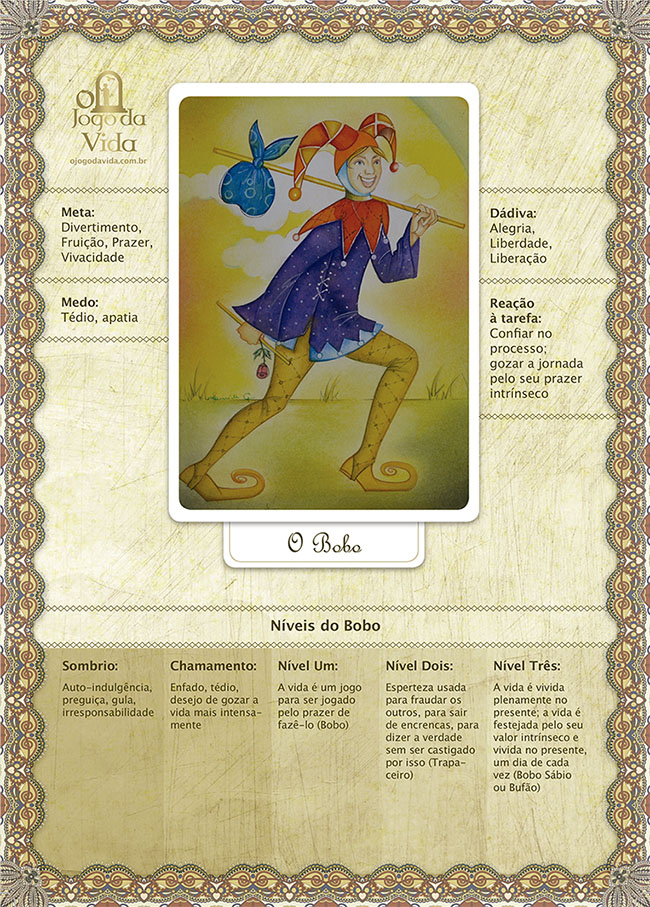 O
Jogo da
Vida
ojogodavida.com.br
Meta:
Divertimento,
Fruição, Prazer,
Vivacidade
Medo:
Tédio, apatia
Dádiva:
Alegria,
Liberdade,
Liberação
Reação
à tarefa:
Confiar no
processo;
gozar a jornada
pelo seu prazer
intrínseco
O Bobo
Níveis do Bobo
Sombrio:
Auto-indulgência,
preguiça, gula,
irresponsabilidade
Chamamento:
Enfado, tédio,
desejo de gozar a
vida mais intensa-
mente
Nível Um:
A vida é um jogo
para ser jogado
pelo prazer de
fazê-lo (Bobo)
Nível Dois:
Esperteza usada
para fraudar os
outros, para sair
de encrencas, para
dizer a verdade
sem ser castigado
por isso (Trapa-
ceiro)
Nível Três:
A vida é vivida
plenamente no
presente; a vida é
festejada pelo seu
valor intrínseco e
vivida no presente,
um dia de cada
vez (Bobo Sábio
ou Bufão)